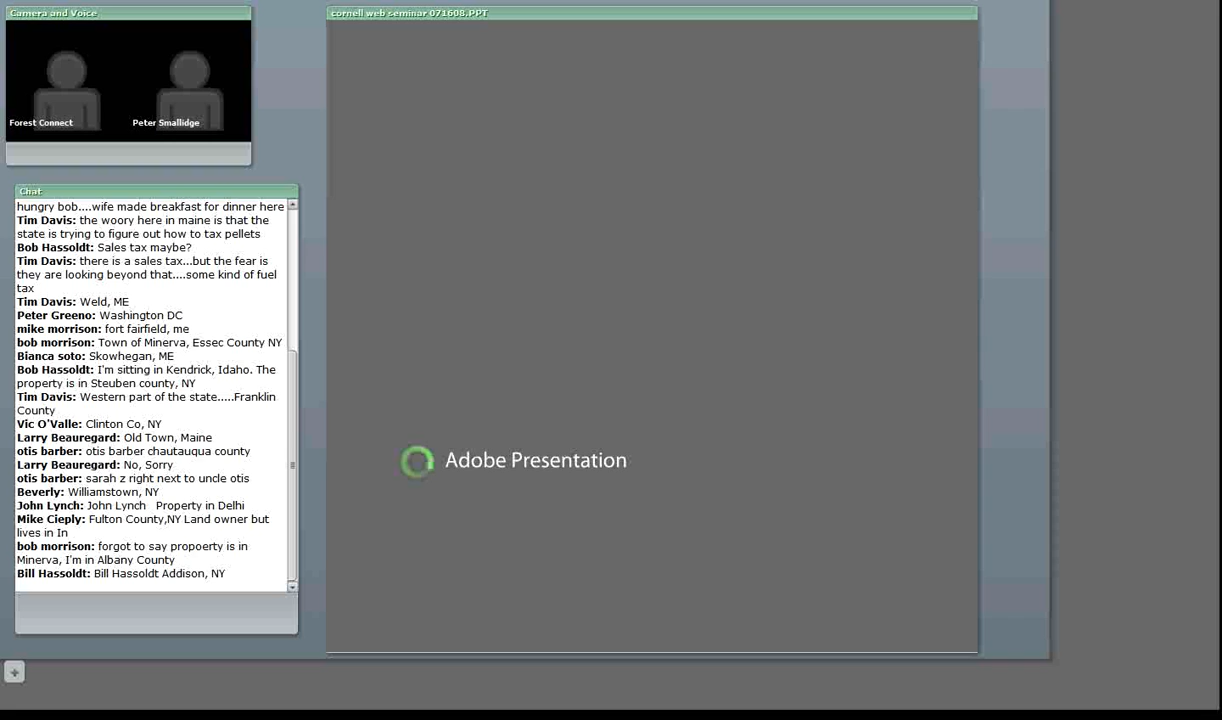 Camera and Voice
Forest Connect
Peter Smallidge
cornell web seminar 071608.PPT
Chat
hungry bob....wife made breakfast for dinner here
Tim Davis: the woory here in maine is that the
state is trying to figure out how to tax pellets
Bob Hassoldt: Sales tax maybe?
Tim Davis: there is a sales tax...but the fear is
they are looking beyond that....some kind of fuel
tax
Tim Davis: Weld, ME
Peter Greeno: Washington DC
mike morrison: fort fairfield, me
bob morrison: Town of Minerva, Essec County NY
Bianca soto: Skowhegan, ME
Bob Hassoldt: I'm sitting in Kendrick, Idaho. The
property is in Steuben county, NY
Tim Davis: Western part of the state.....Franklin
County
Vic O'Valle: Clinton Co, NY
Larry Beauregard: Old Town, Maine
otis barber: otis barber chautauqua county
Larry Beauregard: No, Sorry
otis barber: sarah z right next to uncle otis
Beverly: Williamstown, NY
John Lynch: John Lynch Property in Delhi
Mike Cieply: Fulton County,NY Land owner but
lives in In
bob morrison: forgot to say propoerty is in
Minerva, I'm in Albany County
Bill Hassoldt: Bill Hassoldt Addison, NY
Adobe Presentation